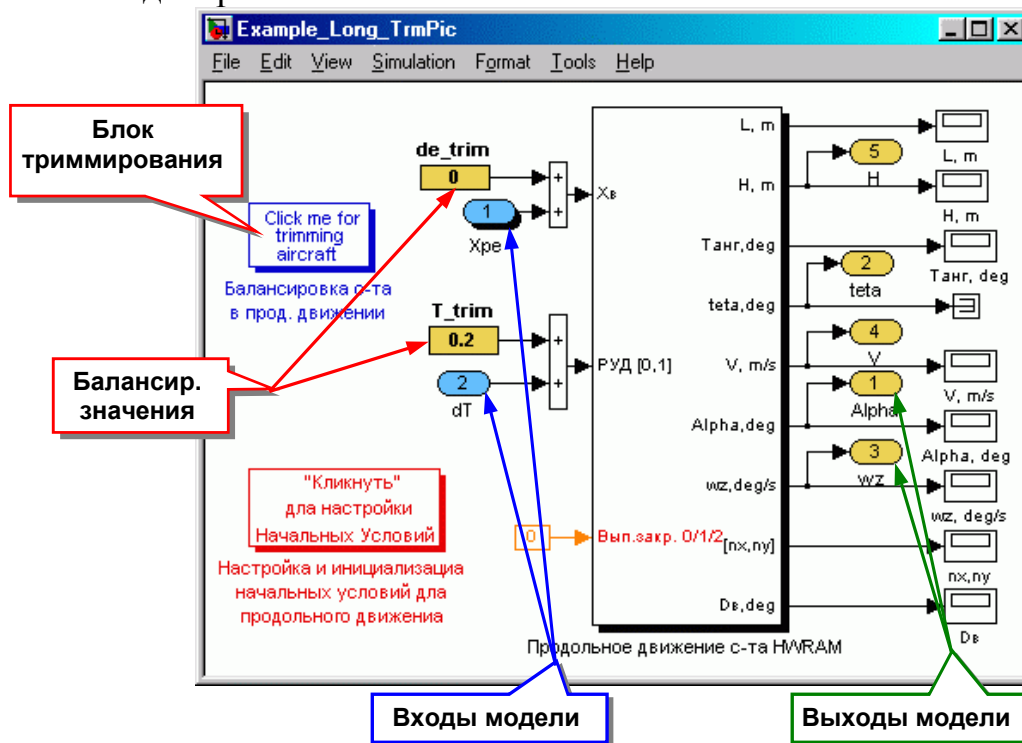 Example_Long_TrmPic
File Edit View Simulation Format Tools Help
Блок
триммирования
Click me for
trimming
aircraft
Балансировка с-та
в прод. движении
Балансир.
значения
"Кликнуть"
дла настройки
Начальных Условий
Настройка и инициализациа
начальных условий дла
продольного движениа
de_trim
0
1
Xpe
T_trim
0.2
2
dT
0
+
+
+
+
Xв
РУД [0,1]
Вып.закр. 0/1/2
L, m
H, m
Танг,deg
teta,deg
V, m/s
Alpha,deg
wz,deg/s
[nx,ny]
Dв,deg
Продольное движение с-та HWRAM
5
H
2
teta
4
V
1
Alpha
3
wz
L, m
H, m
Танг, deg
V, m/s
Alpha, deg
wz, deg/s
nx,ny
Dв
Входы модели
Выходы модели